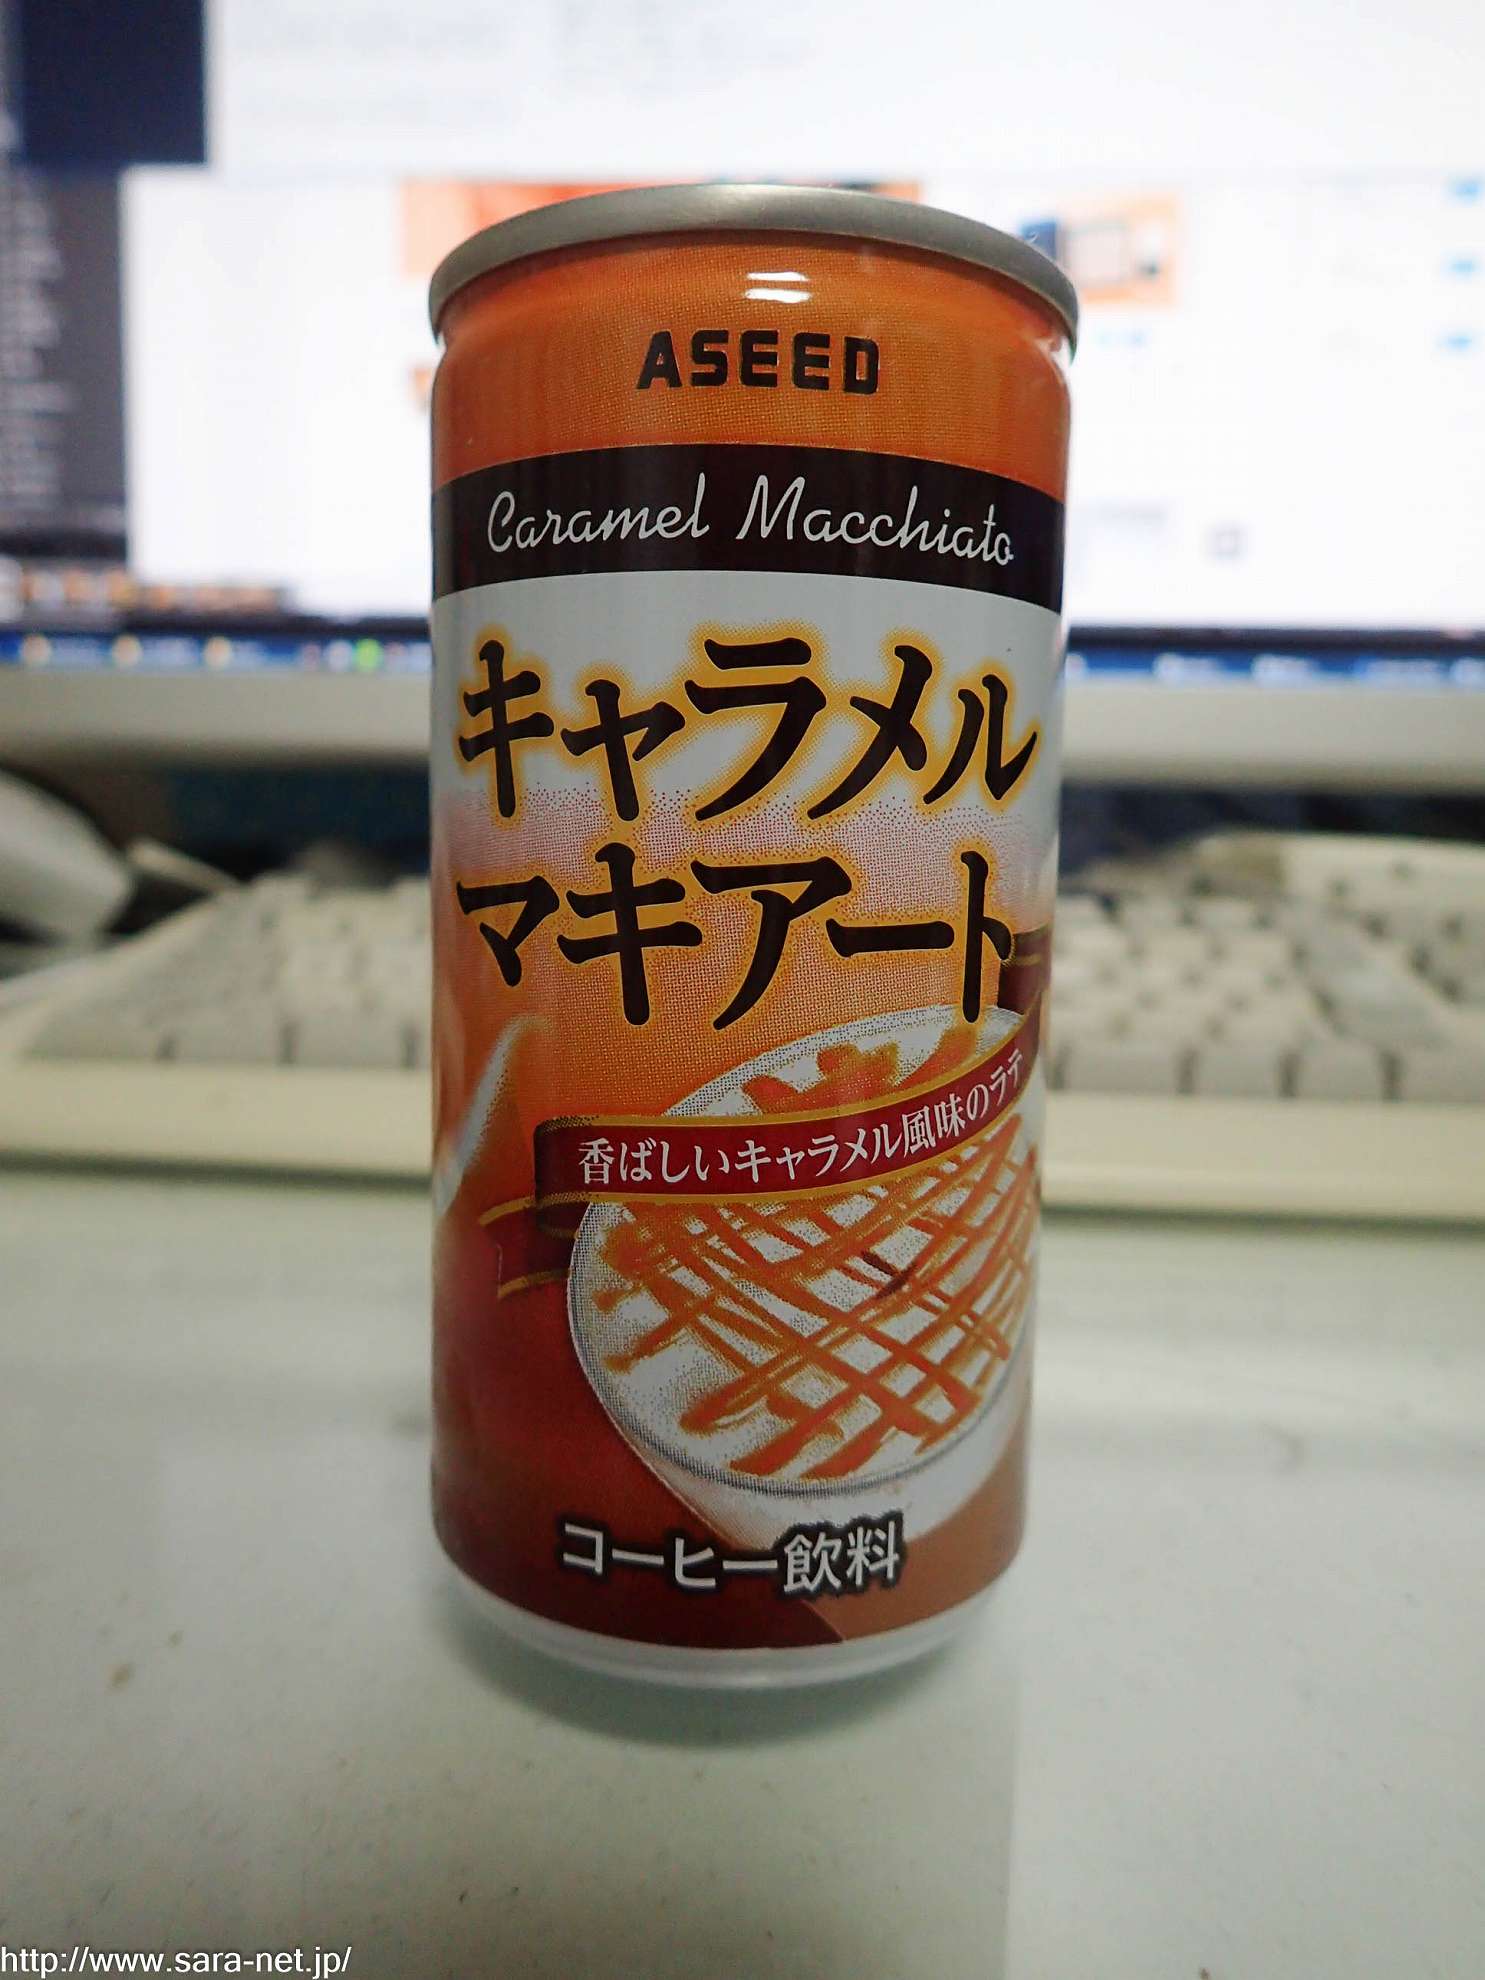 ASEED
Caramel Macchiato
キャラメル
マキアート
香ばしいキャラメル風味のラテ
コーヒー飲料
http://www.sara-net.jp/